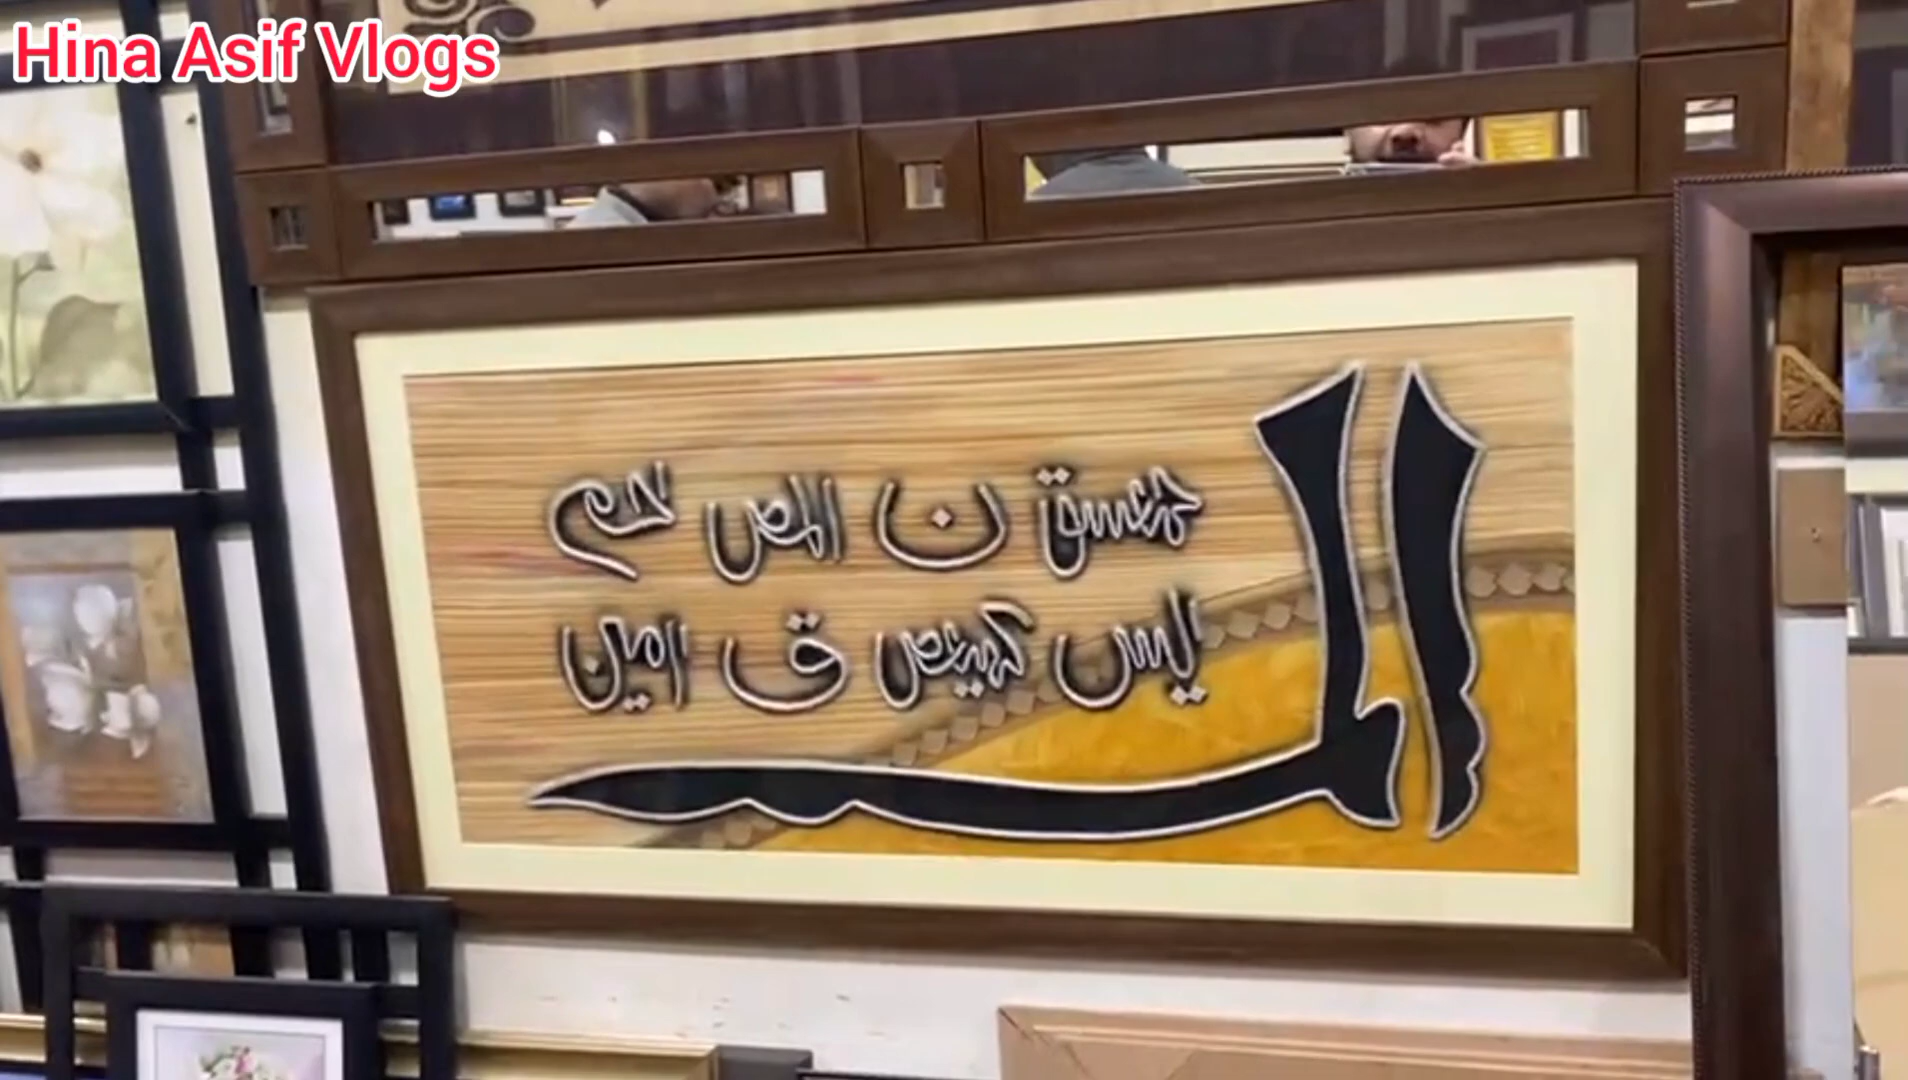 Hina Asif Vlogs
الم
حمعسق ن المص حم
يس كهيعص ق امين